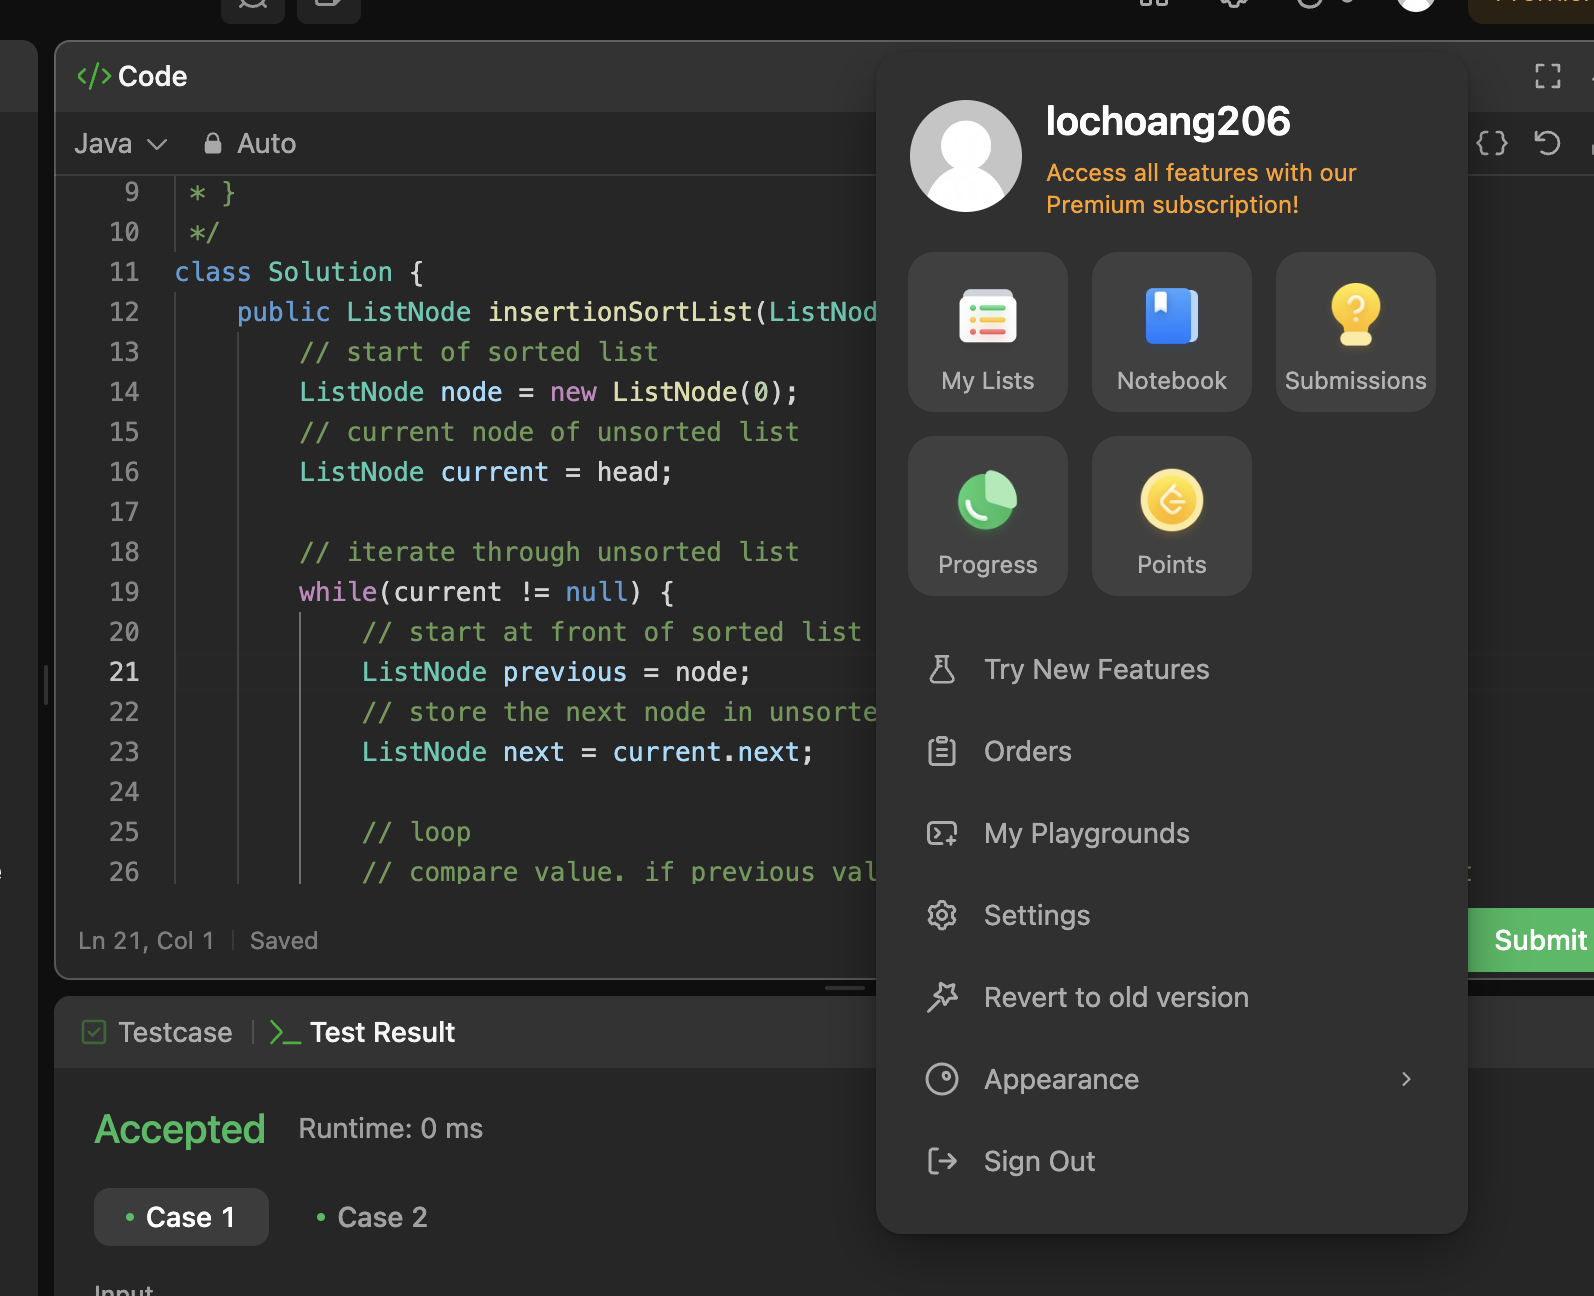 Code
Java
Auto
9 * }
10 */
11 class Solution {
12 public ListNode insertionSortList(ListNod
13 // start of sorted list
14 ListNode node = new ListNode(0);
15 // current node of unsorted list
16 ListNode current = head;
17
18 // iterate through unsorted list
19 while(current != null) {
20 // start at front of sorted list
21 ListNode previous = node;
22 // store the next node in unsorte
23 ListNode next = current.next;
24
25 // loop
26 // compare value. if previous val
Ln 21, Col 1
Saved
Submit
Testcase
Test Result
Accepted
Runtime: 0 ms
Case 1
Case 2
Input
lochoang206
Access all features with our
Premium subscription!
My Lists
Notebook
Submissions
Progress
Points
Try New Features
Orders
My Playgrounds
Settings
Revert to old version
Appearance
Sign Out